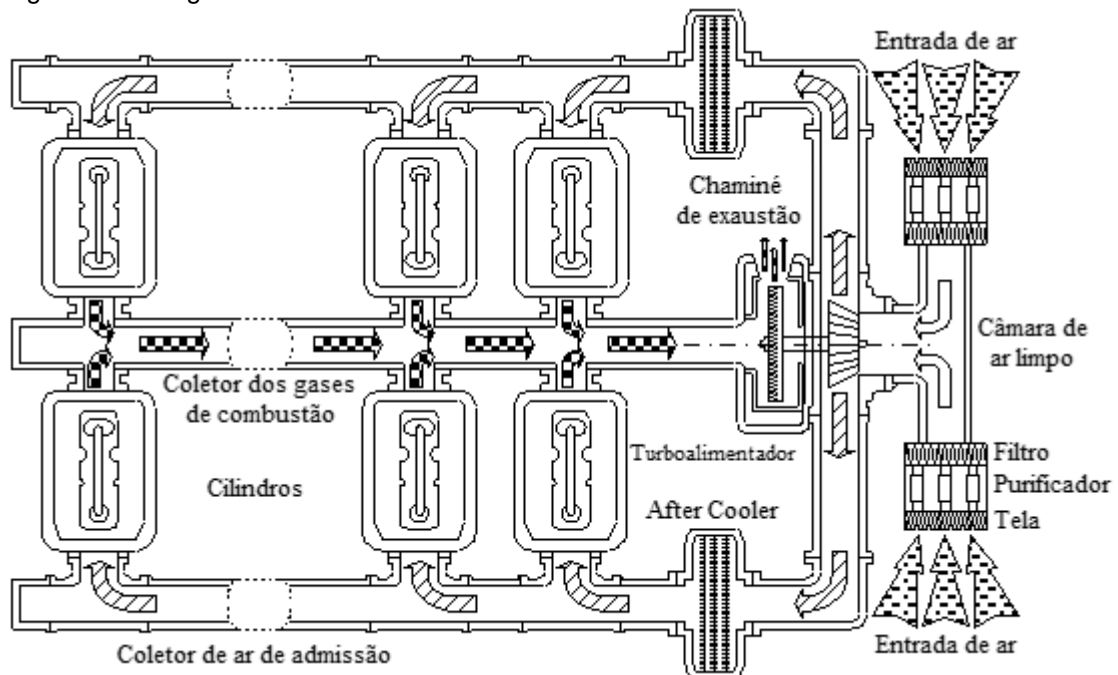 Entrada de ar
Chaminé
de exaustão
Câmara de
ar limpo
Coletor dos gases
de combustão
Turboalimentador
Filtro
Purificador
Cilindros
After Cooler
Tela
Entrada de ar
Coletor de ar de admissão